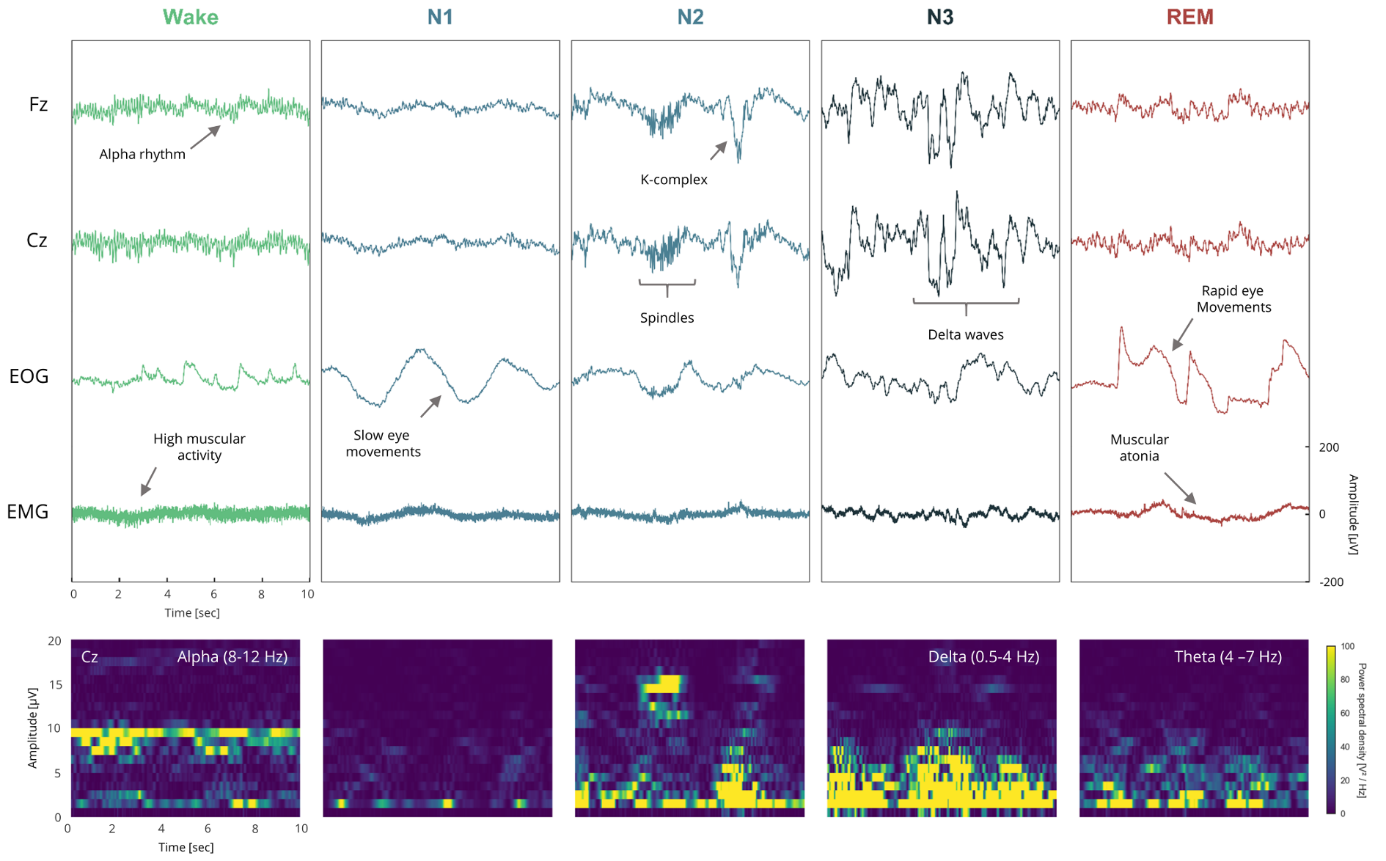 Wake
N1
N2
N3
REM
Fz
Alpha rhythm
K-complex
Cz
Spindles
Delta waves
Rapid eye
Movements
EOG
Slow eye
movements
High muscular
activity
Muscular
atonia
EMG
200
0
-200
Amplitude [μV]
0 2 4 6 8 10
Time [sec]
20
15
10
5
0
Amplitude [μV]
Cz
Alpha (8-12 Hz)
Delta (0.5-4 Hz)
Theta (4 –7 Hz)
0 2 4 6 8 10
Time [sec]
100
80
60
40
20
0
Power spectral density [V² / Hz]